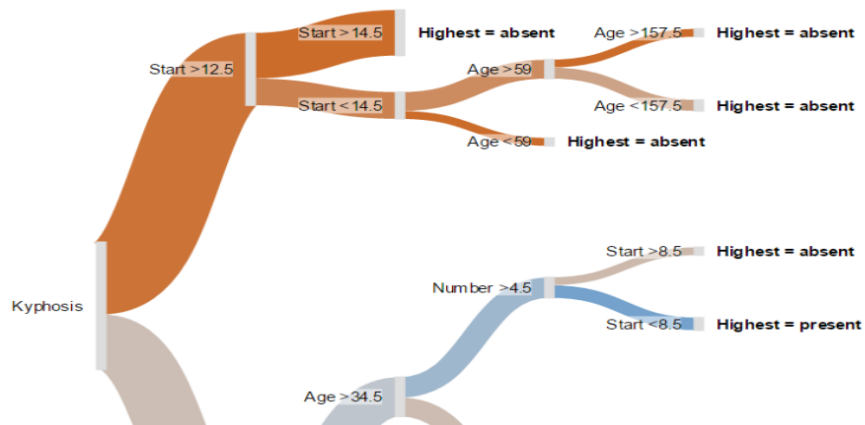 Start >14.5
Highest = absent
Age >157.5
Highest = absent
Start >12.5
Age >59
Start <14.5
Age <157.5
Highest = absent
Age <59
Highest = absent
Start >8.5
Highest = absent
Number >4.5
Kyphosis
Start <8.5
Highest = present
Age >34.5